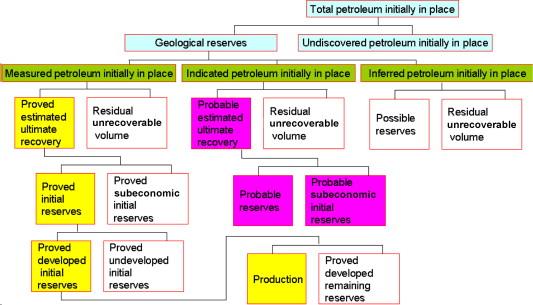 Total petroleum initially in place
Geological reserves
Undiscovered petroleum initially in place
Measured petroleum initially in place
Indicated petroleum initially in place
Inferred petroleum initially in place
Proved
estimated
ultimate
recovery
Residual
unrecoverable
volume
Probable
estimated
ultimate
recovery
Residual
unrecoverable
volume
Possible
reserves
Residual
unrecoverable
volume
Proved
initial
reserves
Proved
subeconomic
initial
reserves
Probable
reserves
Probable
subeconomic
initial
reserves
Proved
developed
initial reserves
Proved
undeveloped
initial
reserves
Production
Proved
developed
remaining
reserves